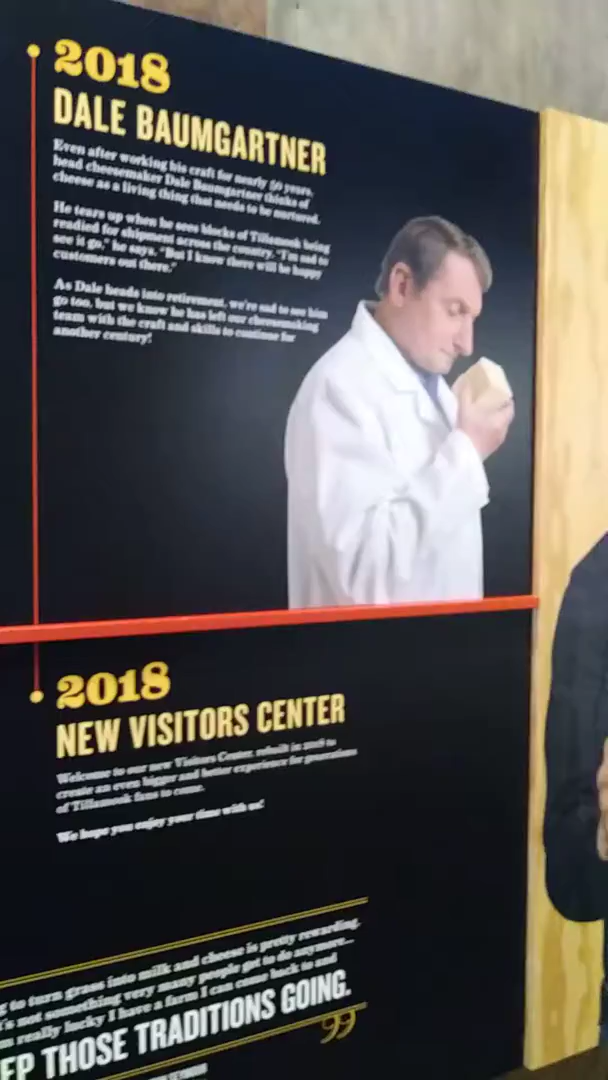 2018
DALE BAUMGARTNER
Even after working his craft for nearly 50 years,
head cheesemaker Dale Baumgartner thinks of
cheese as a living thing that needs to be nurtured.
He tears up when he sees blocks of Tillamook being
readied for shipment across the country. "I'm sad to
see it go," he says. "But I know there will be happy
customers out there."
As Dale heads into retirement, we're sad to see him
go too, but we know he has left our cheesemaking
team with the craft and skills to continue for
another century!
2018
NEW VISITORS CENTER
Welcome to our new Visitors Center, rebuilt in 2018 to
create an even bigger and better experience for generations
of Tillamook fans to come.
We hope you enjoy your time with us!
g to turn grass into milk and cheese is pretty rewarding.
's not something very many people get to do anymore...
m really lucky I have a farm I can come back to and
EP THOSE TRADITIONS GOING.
”